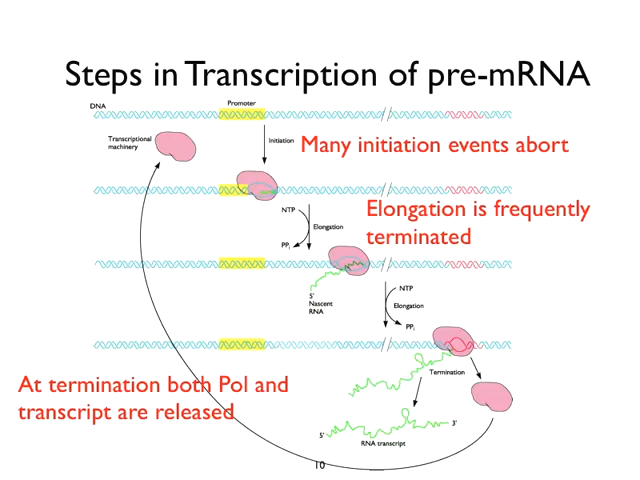 Steps in Transcription of pre-mRNA
DNA
Promoter
Transcriptional
machinery
Initiation
Many initiation events abort
NTP
Elongation
PPi
Elongation is frequently
terminated
5'
Nascent
RNA
NTP
Elongation
PPi
Termination
At termination both Pol and
transcript are released
5'
3'
RNA transcript
10